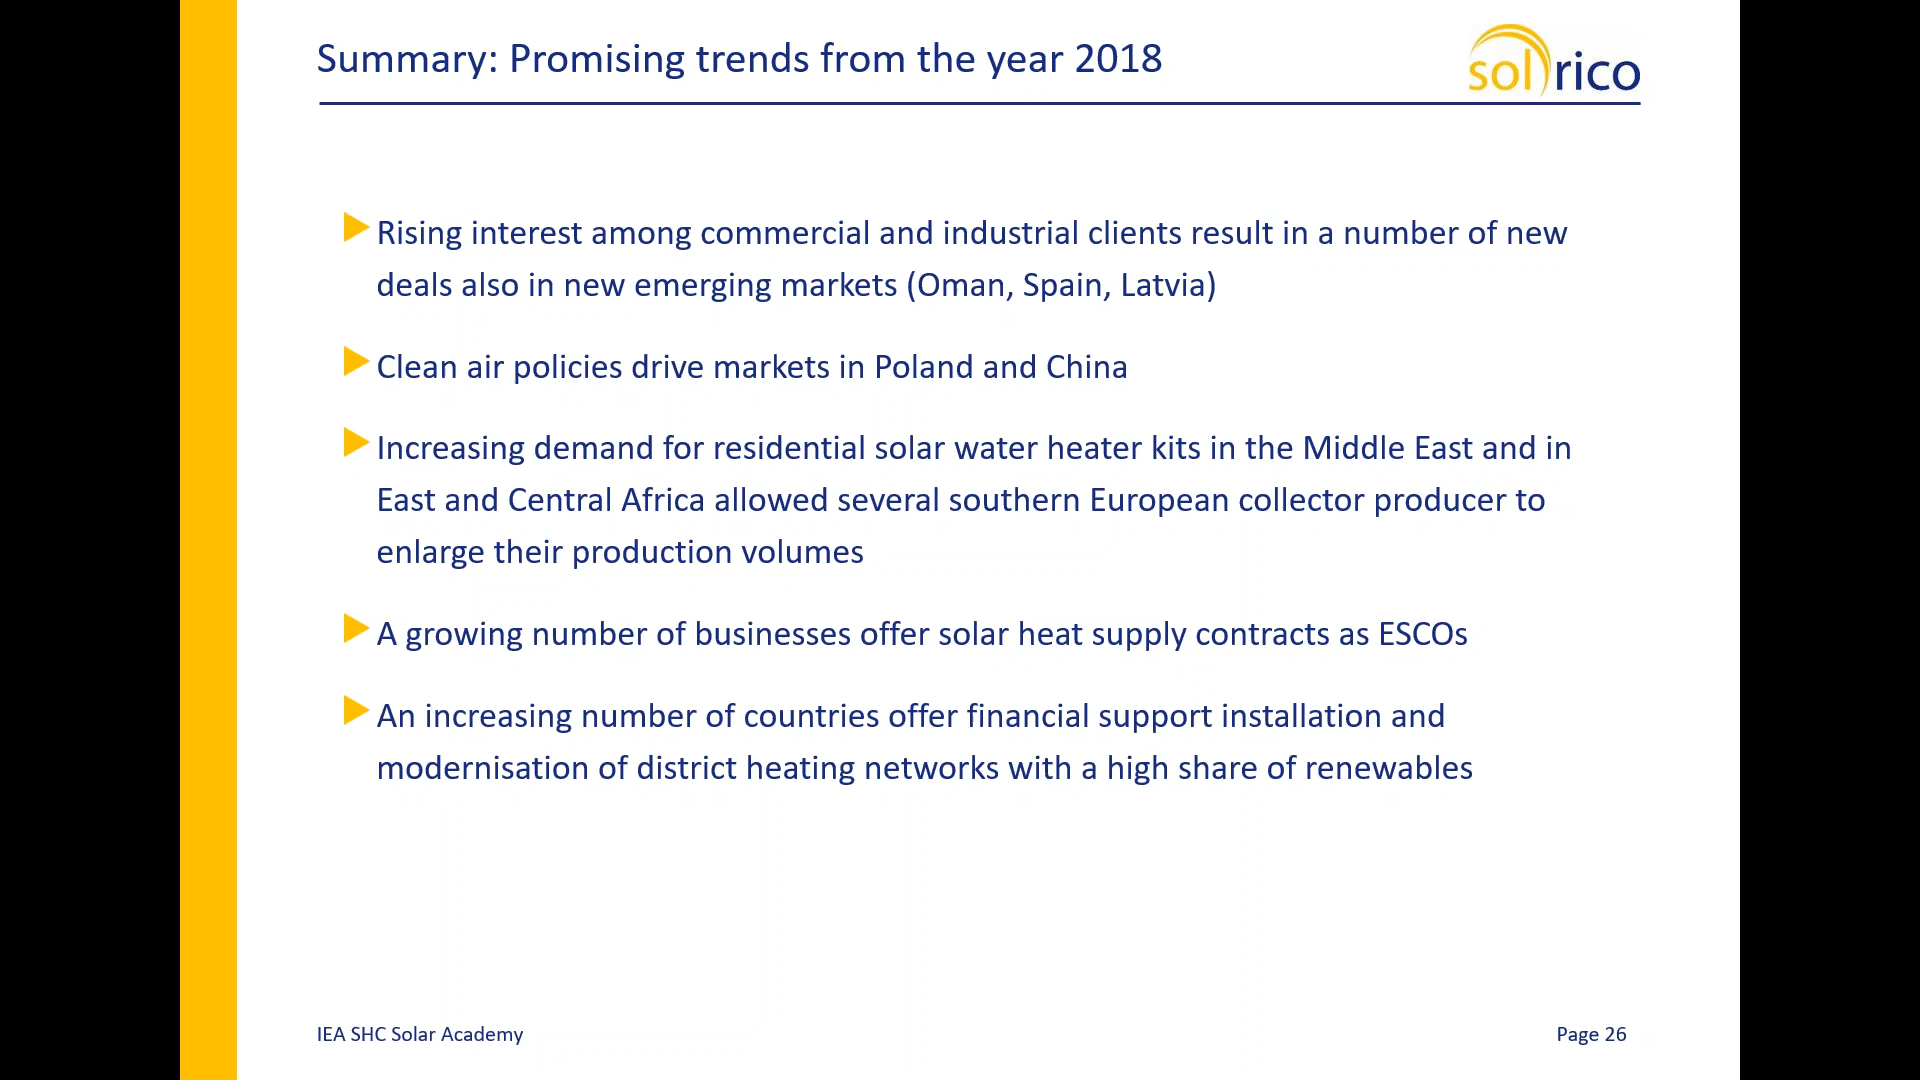 Summary: Promising trends from the year 2018
solrico
Rising interest among commercial and industrial clients result in a number of new
deals also in new emerging markets (Oman, Spain, Latvia)
Clean air policies drive markets in Poland and China
Increasing demand for residential solar water heater kits in the Middle East and in
East and Central Africa allowed several southern European collector producer to
enlarge their production volumes
A growing number of businesses offer solar heat supply contracts as ESCOs
An increasing number of countries offer financial support installation and
modernisation of district heating networks with a high share of renewables
IEA SHC Solar Academy
Page 26